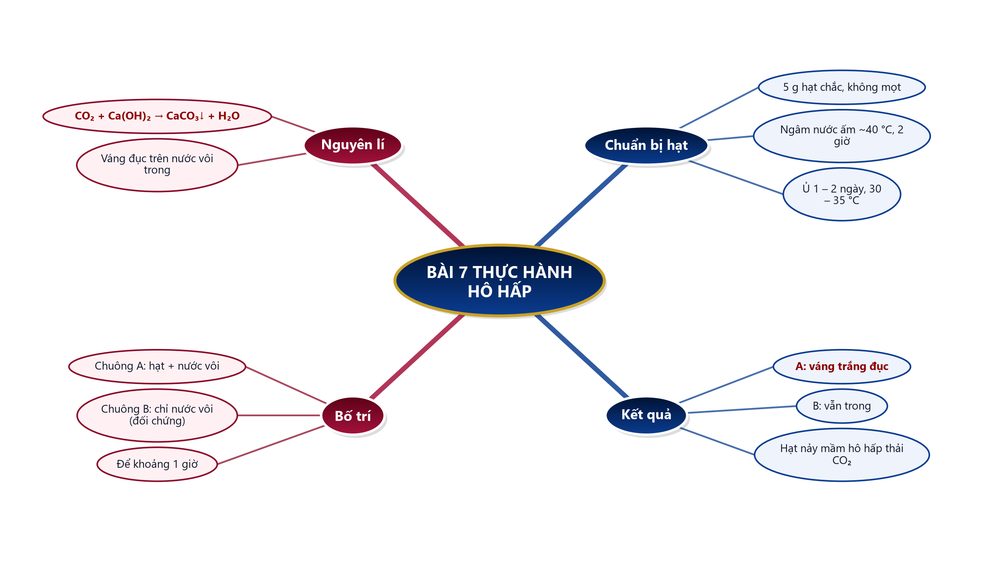 BÀI 7 THỰC HÀNH
HÔ HẤP
Nguyên lí
CO₂ + Ca(OH)₂ → CaCO₃↓ + H₂O
Váng đục trên nước vôi
trong
Chuẩn bị hạt
5 g hạt chắc, không mọt
Ngâm nước ấm ~40 °C, 2
giờ
Ủ 1 – 2 ngày, 30
– 35 °C
Bố trí
Chuông A: hạt + nước vôi
Chuông B: chỉ nước vôi
(đối chứng)
Để khoảng 1 giờ
Kết quả
A: váng trắng đục
B: vẫn trong
Hạt nảy mầm hô hấp thải
CO₂